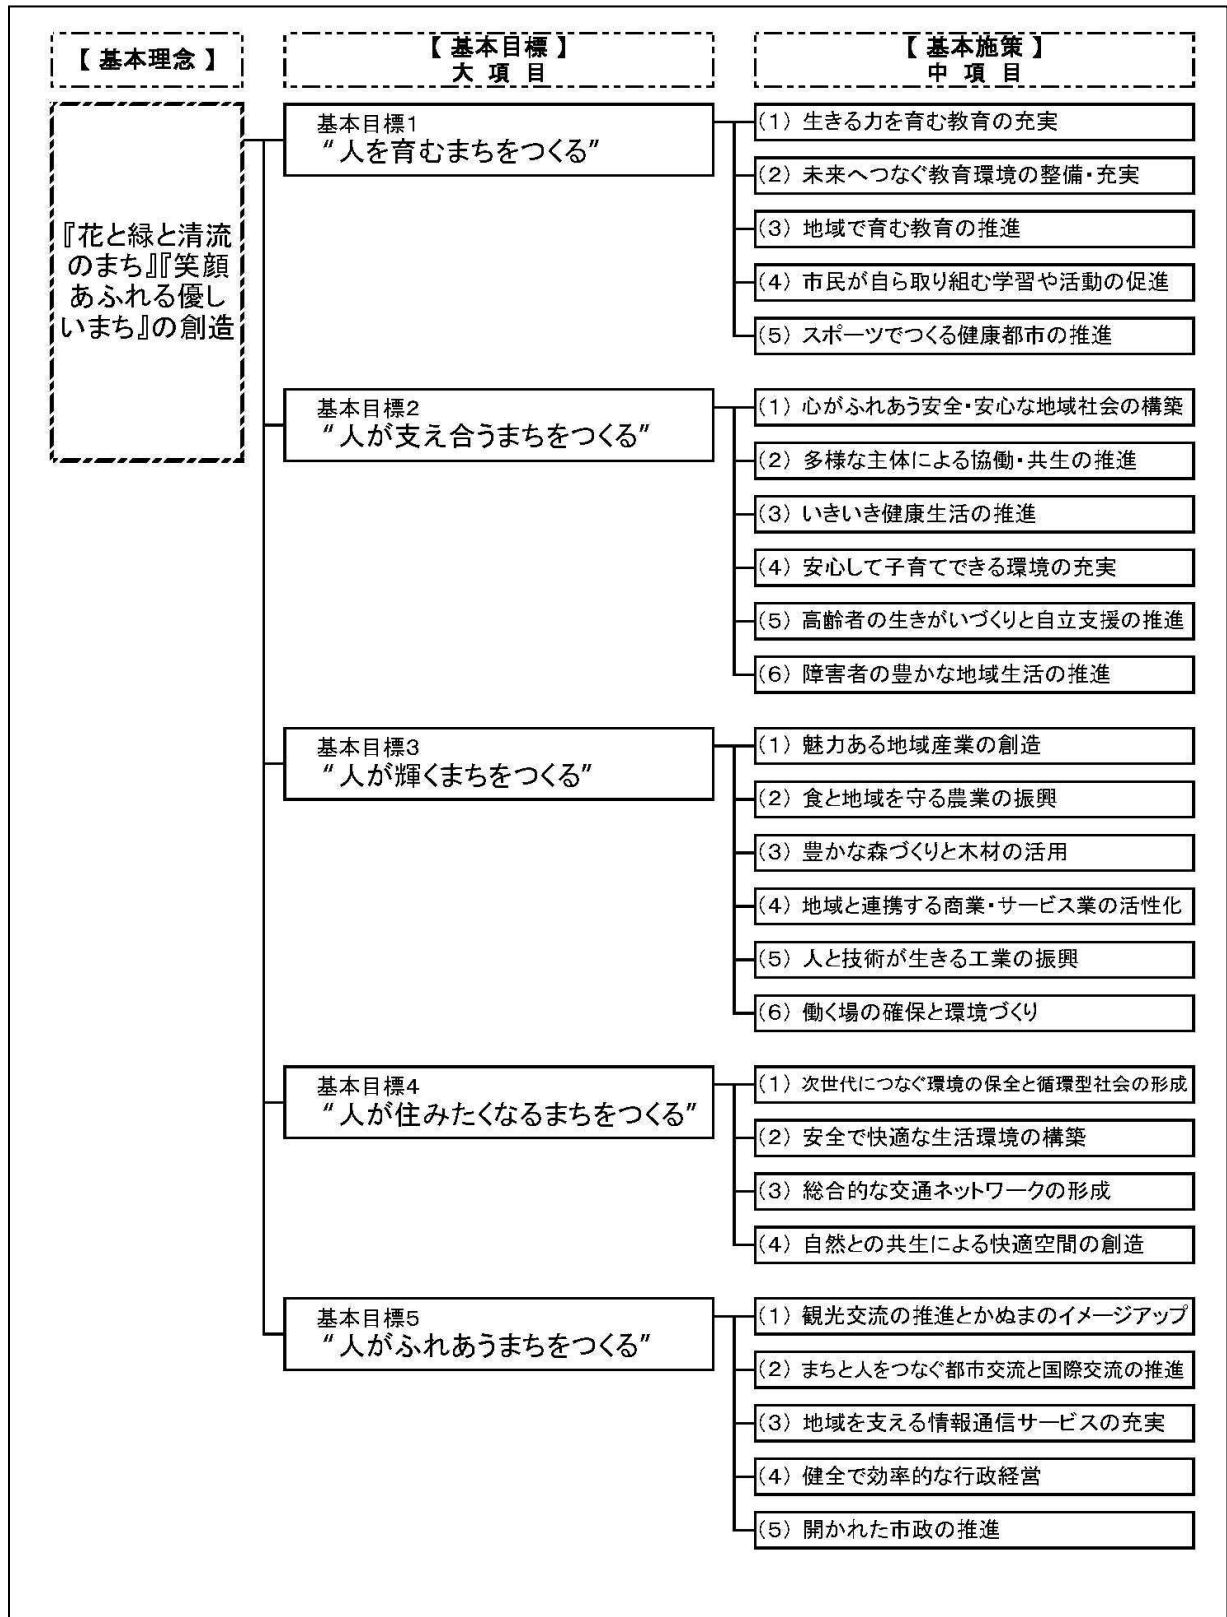 【 基本理念 】
【 基本目標 】
大 項 目
【 基本施策 】
中 項 目
『花と緑と清流
のまち』『笑顔
あふれる優し
いまち』の創造
基本目標1
“人を育むまちをつくる”
(1) 生きる力を育む教育の充実
(2) 未来へつなぐ教育環境の整備・充実
(3) 地域で育む教育の推進
(4) 市民が自ら取り組む学習や活動の促進
(5) スポーツでつくる健康都市の推進
基本目標2
“人が支え合うまちをつくる”
(1) 心がふれあう安全・安心な地域社会の構築
(2) 多様な主体による協働・共生の推進
(3) いきいき健康生活の推進
(4) 安心して子育てできる環境の充実
(5) 高齢者の生きがいづくりと自立支援の推進
(6) 障害者の豊かな地域生活の推進
基本目標3
“人が輝くまちをつくる”
(1) 魅力ある地域産業の創造
(2) 食と地域を守る農業の振興
(3) 豊かな森づくりと木材の活用
(4) 地域と連携する商業・サービス業の活性化
(5) 人と技術が生きる工業の振興
(6) 働く場の確保と環境づくり
基本目標4
“人が住みたくなるまちをつくる”
(1) 次世代につなぐ環境の保全と循環型社会の形成
(2) 安全で快適な生活環境の構築
(3) 総合的な交通ネットワークの形成
(4) 自然との共生による快適空間の創造
基本目標5
“人がふれあうまちをつくる”
(1) 観光交流の推進とかぬまのイメージアップ
(2) まちと人をつなぐ都市交流と国際交流の推進
(3) 地域を支える情報通信サービスの充実
(4) 健全で効率的な行政経営
(5) 開かれた市政の推進